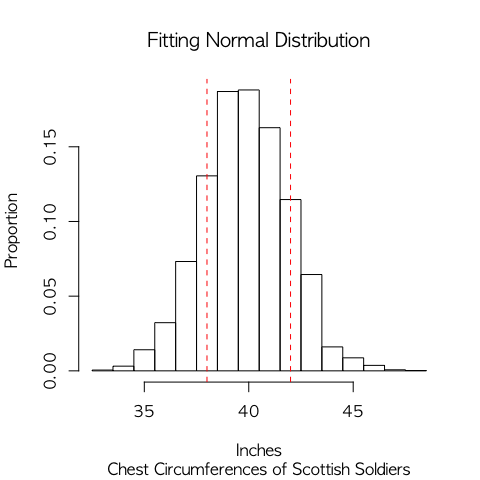 Fitting Normal Distribution
Proportion
0.15
0.10
0.05
0.00
35 40 45
Inches
Chest Circumferences of Scottish Soldiers